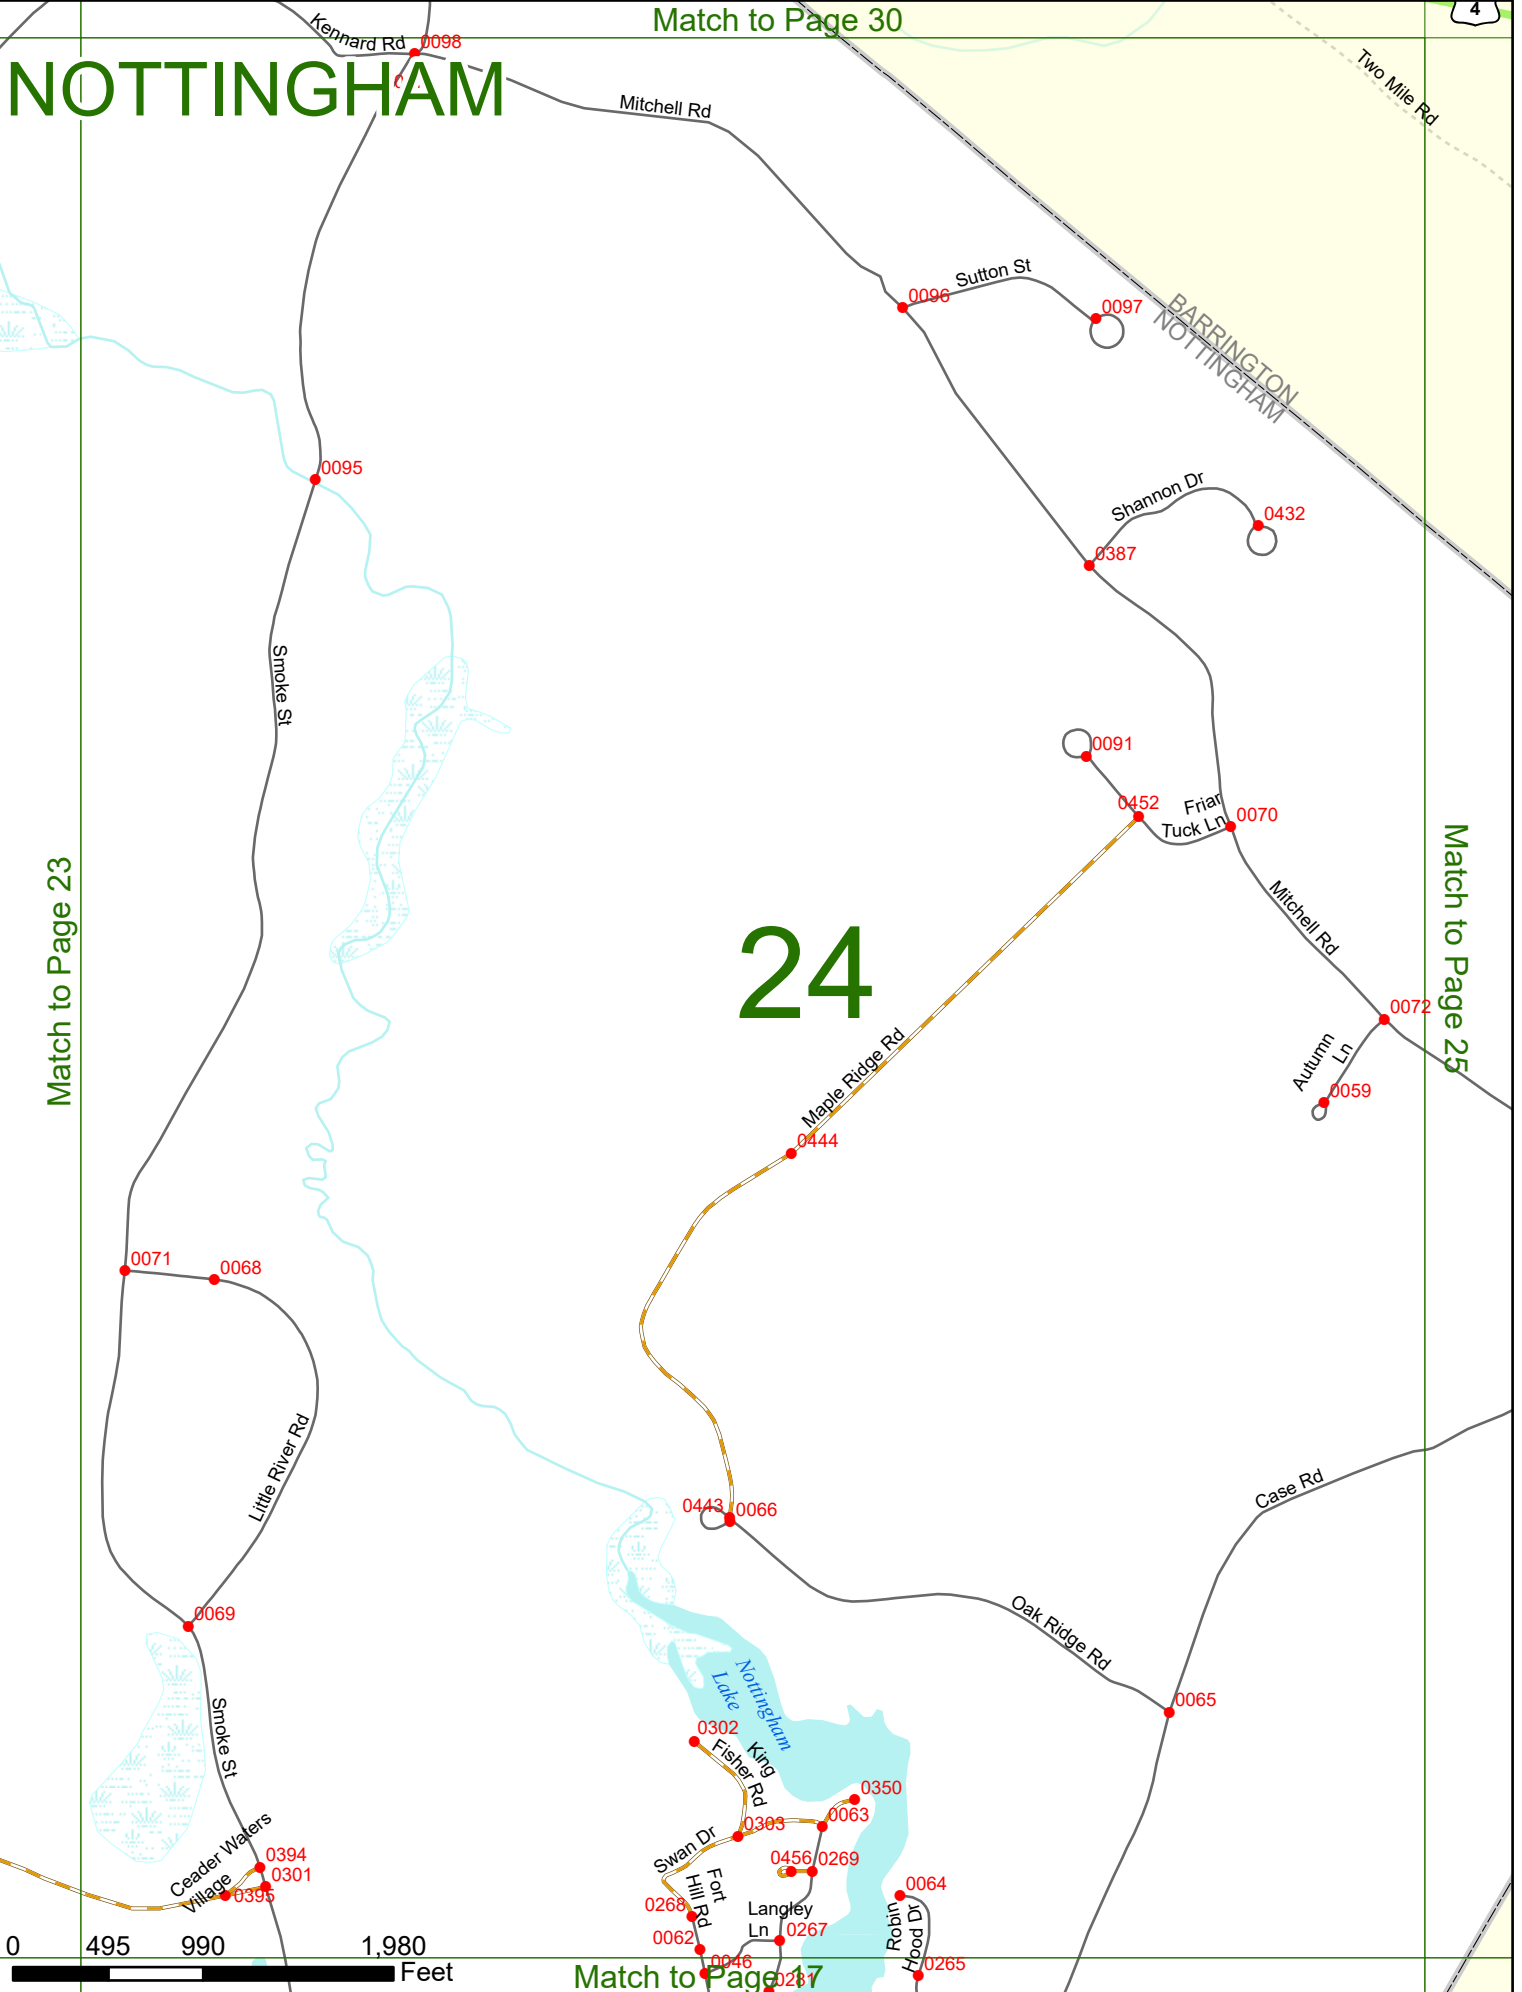 Match to Page 30
4
Kennard Rd
0098
NOTTINGHAM
Mitchell Rd
Two Mile Rd
Sutton St
0096
0097
BARRINGTON
NOTTINGHAM
0095
Shannon Dr
0432
0387
Smoke St
0091
0452
Friar
Tuck Ln
0070
Match to Page 23
Match to Page 25
24
Mitchell Rd
0072
Autumn
Ln
0059
Maple Ridge Rd
0444
0071
0068
Little River Rd
Case Rd
0443
0066
Oak Ridge Rd
0069
0065
Nottingham
Lake
Smoke St
0302
King
Fisher Rd
0350
0303
0063
Swan Dr
0456
0269
Ceader Waters
Village
0394
0301
0395
Fort
Hill Rd
0268
Langley
Ln
0064
Robin
Hood Dr
0062
0267
0046
0265
0281
0 495 990 1,980
Feet
Match to Page 17